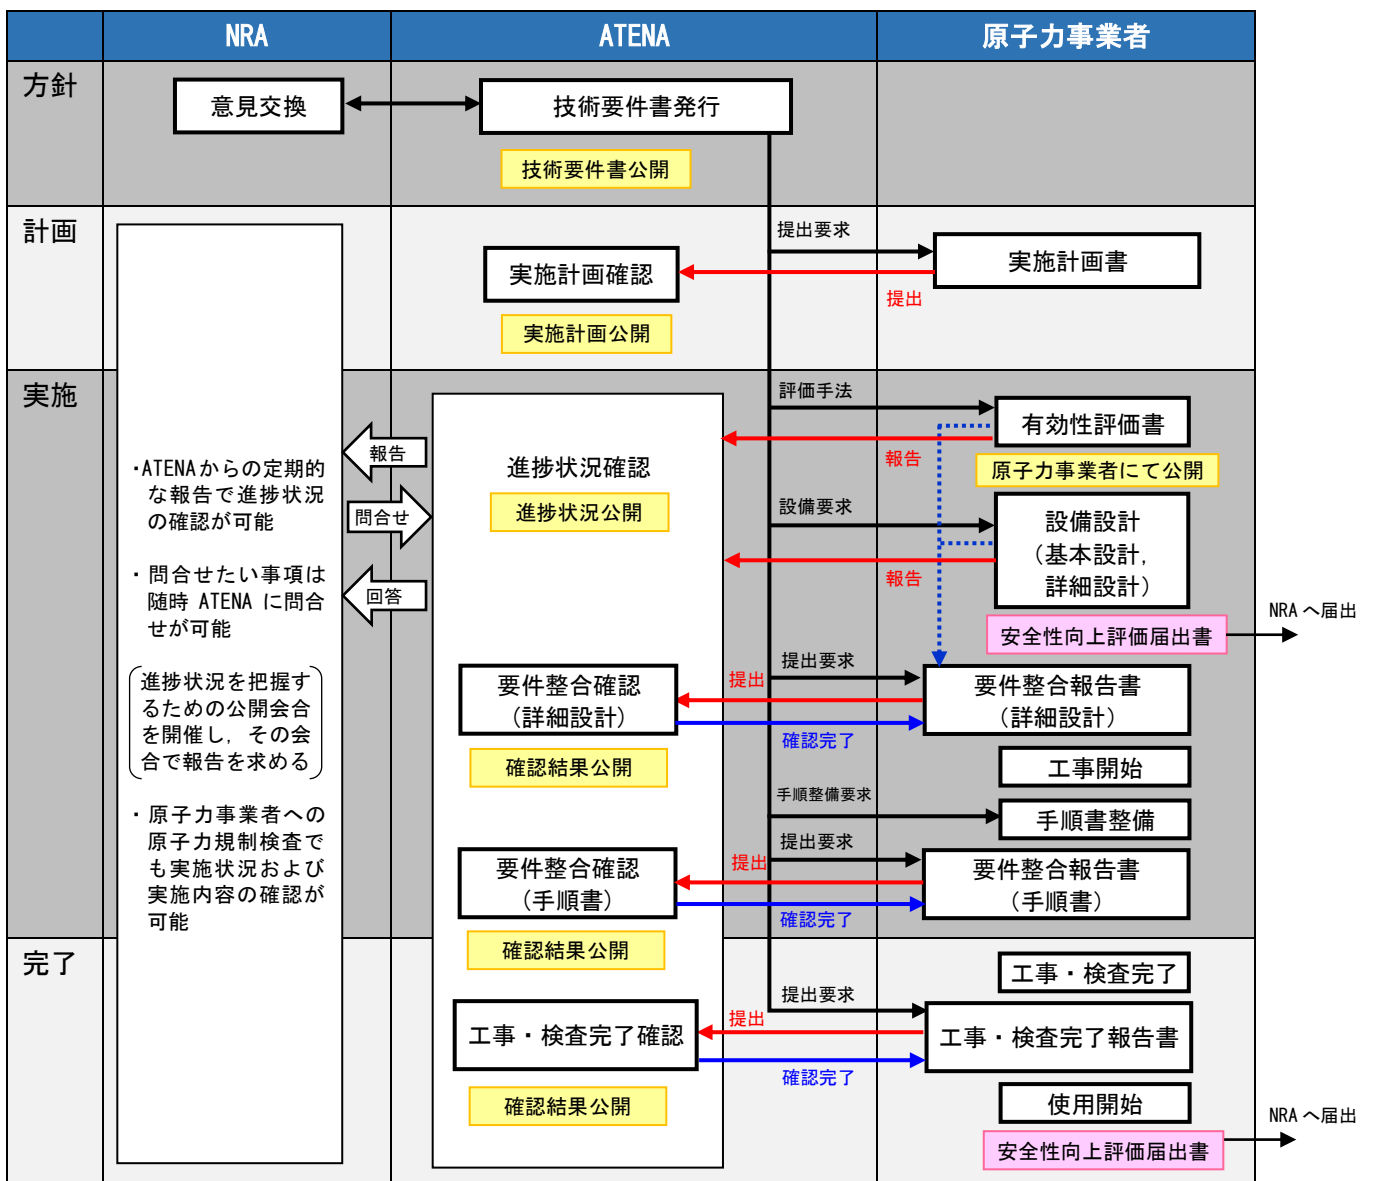 NRA
ATENA
原子力事業者
方針
意見交換
技術要件書発行
技術要件書公開
計画
提出要求
実施計画書
実施計画確認
提出
実施計画公開
実施
評価手法
有効性評価書
報告
原子力事業者にて公開
報告
進捗状況確認
進捗状況公開
問合せ
回答
・ATENAからの定期的
な報告で進捗状況
の確認が可能
・問合せたい事項は
随時 ATENA に問合
せが可能
進捗状況を把握す
るための公開会合
を開催し，その会
合で報告を求める
・原子力事業者への
原子力規制検査で
も実施状況および
実施内容の確認が
可能
設備要求
設備設計
（基本設計，
詳細設計）
報告
安全性向上評価届出書
NRA へ届出
提出要求
要件整合確認
（詳細設計）
提出
要件整合報告書
（詳細設計）
確認完了
確認結果公開
工事開始
手順整備要求
手順書整備
提出要求
要件整合確認
（手順書）
提出
要件整合報告書
（手順書）
確認完了
確認結果公開
完了
工事・検査完了
提出要求
工事・検査完了確認
提出
工事・検査完了報告書
確認完了
確認結果公開
使用開始
安全性向上評価届出書
NRA へ届出